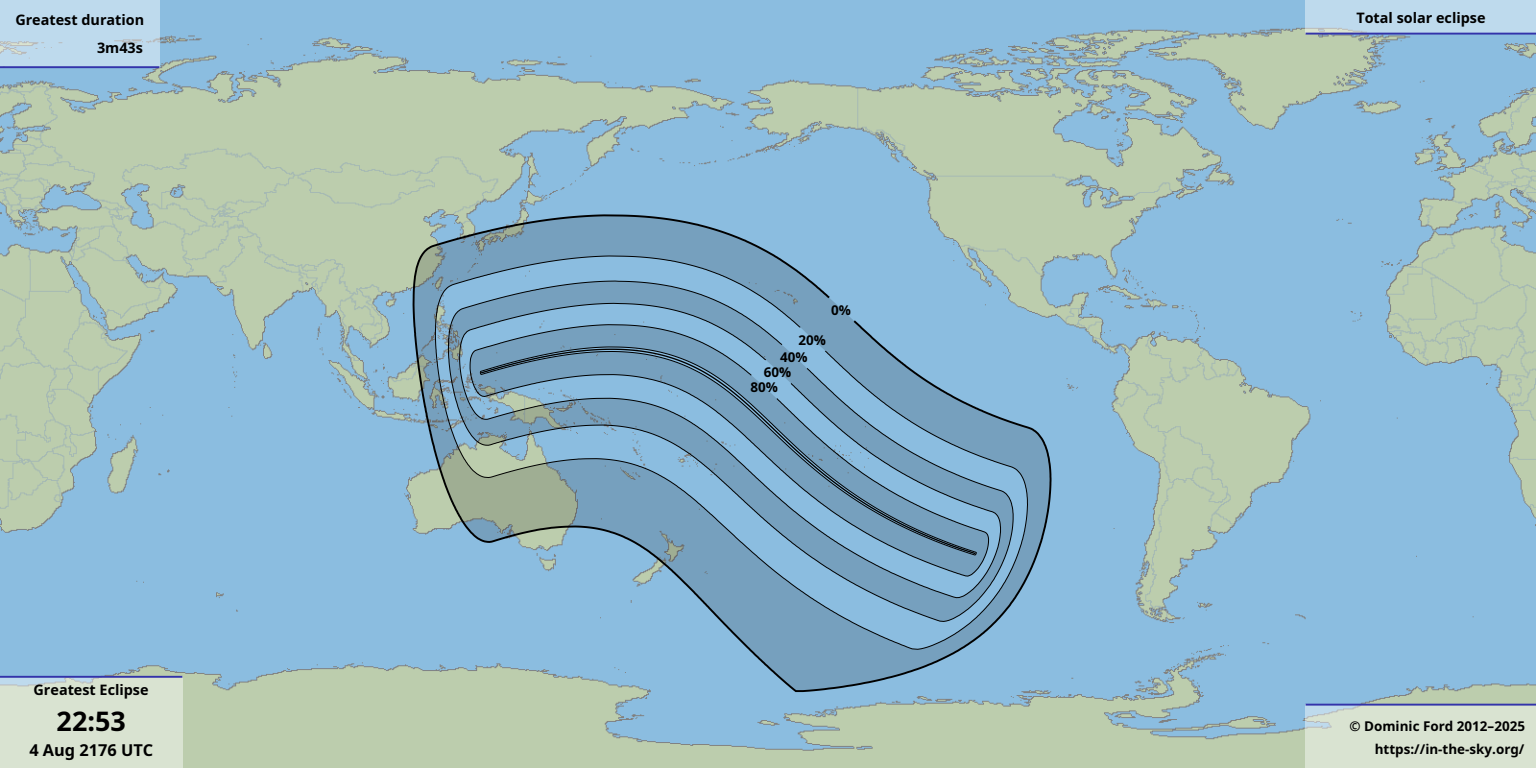 Greatest duration
3m43s
Total solar eclipse
0%
20%
40%
60%
80%
Greatest Eclipse
22:53
4 Aug 2176 UTC
© Dominic Ford 2012–2025
https://in-the-sky.org/